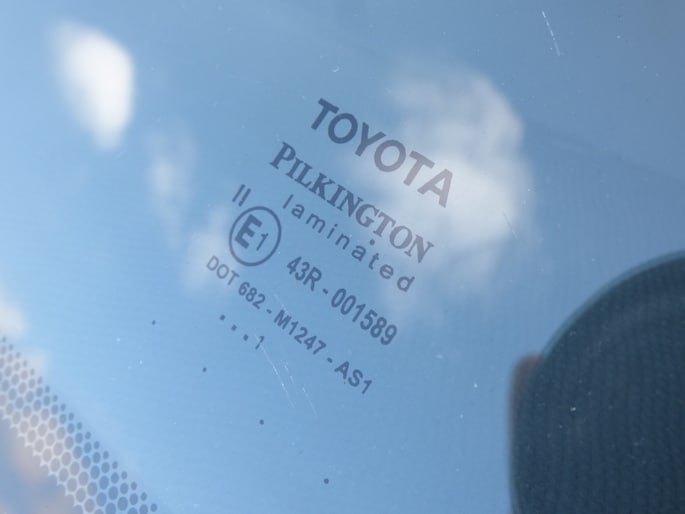 TOYOTA
PILKINGTON
II laminated
E1 43R-001589
DOT 682-M1247-AS1
...1